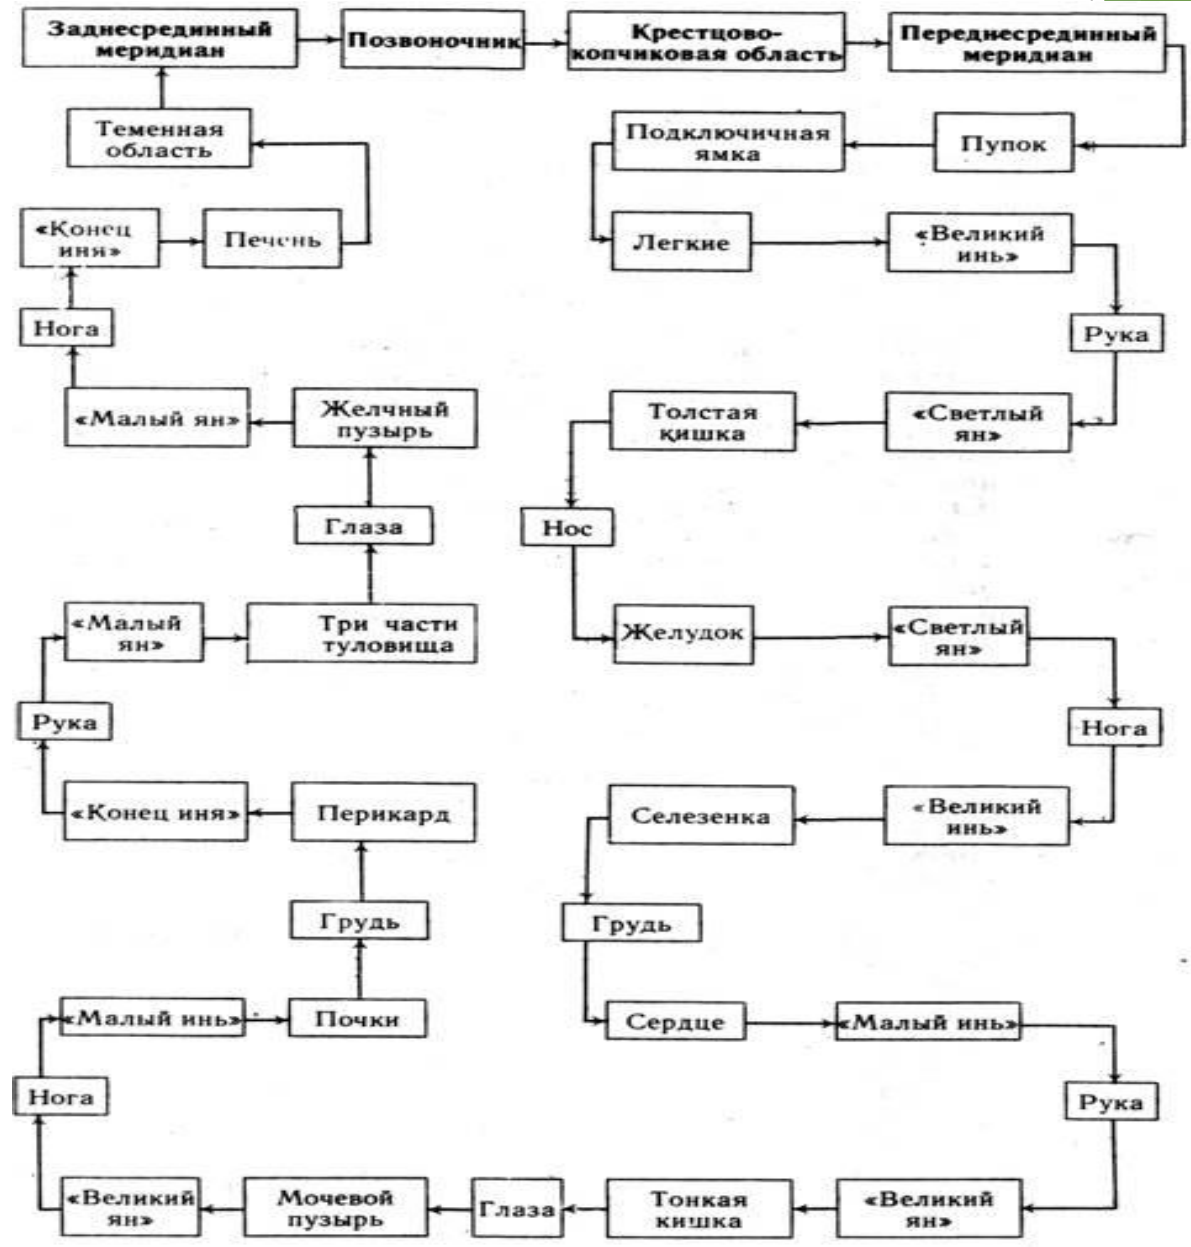 Заднесрединный
меридиан
Позвоночник
Крестцово-
копчиковая область
Переднесрединный
меридиан
Теменная
область
Подключичная
ямка
Пупок
«Конец
иня»
Печень
Легкие
«Великий
инь»
Нога
Рука
«Малый ян»
Желчный
пузырь
Толстая
кишка
«Светлый
ян»
Глаза
Нос
«Малый
ян»
Три части
туловища
Желудок
«Светлый
ян»
Рука
Нога
«Конец иня»
Перикард
Селезенка
«Великий
инь»
Грудь
Грудь
«Малый инь»
Почки
Сердце
«Малый инь»
Нога
Рука
«Великий
ян»
Мочевой
пузырь
Глаза
Тонкая
кишка
«Великий
ян»